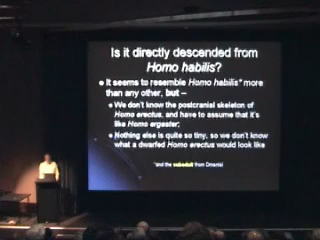 Is it directly descended from
Homo habilis?
It seems to resemble Homo habilis* more
than any other, but –
We don't know the postcranial skeleton of
Homo erectus, and have to assume that it's
like Homo ergaster;
Nothing else is quite so tiny, so we don't know
what a dwarfed Homo erectus would look like
*and the subadult from Dmanisi